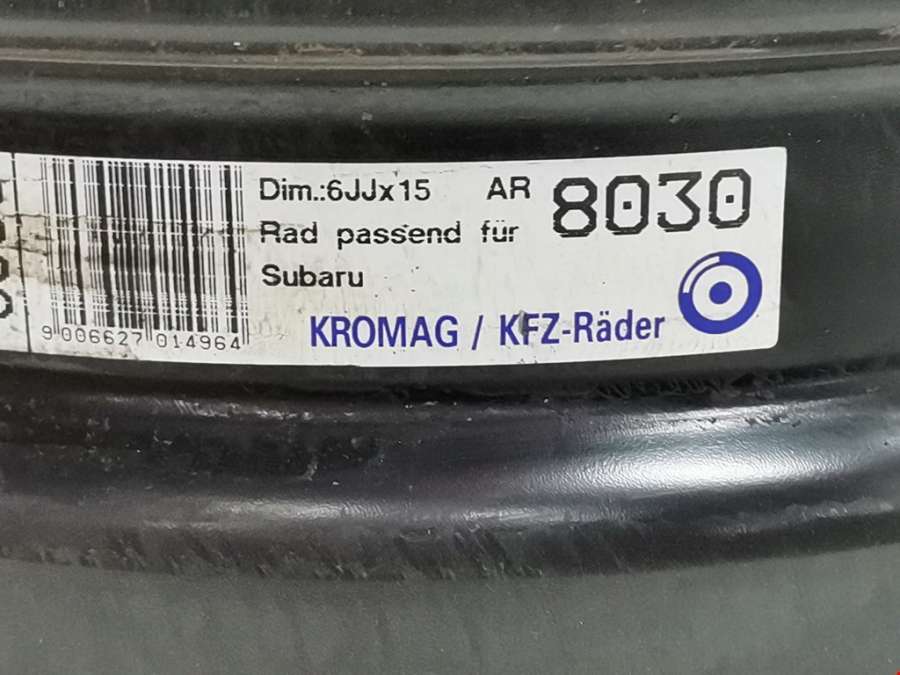 Dim.:6JJx15 AR 8030
Rad passend für
Subaru
KROMAG / KFZ-Räder
9 006627 014964